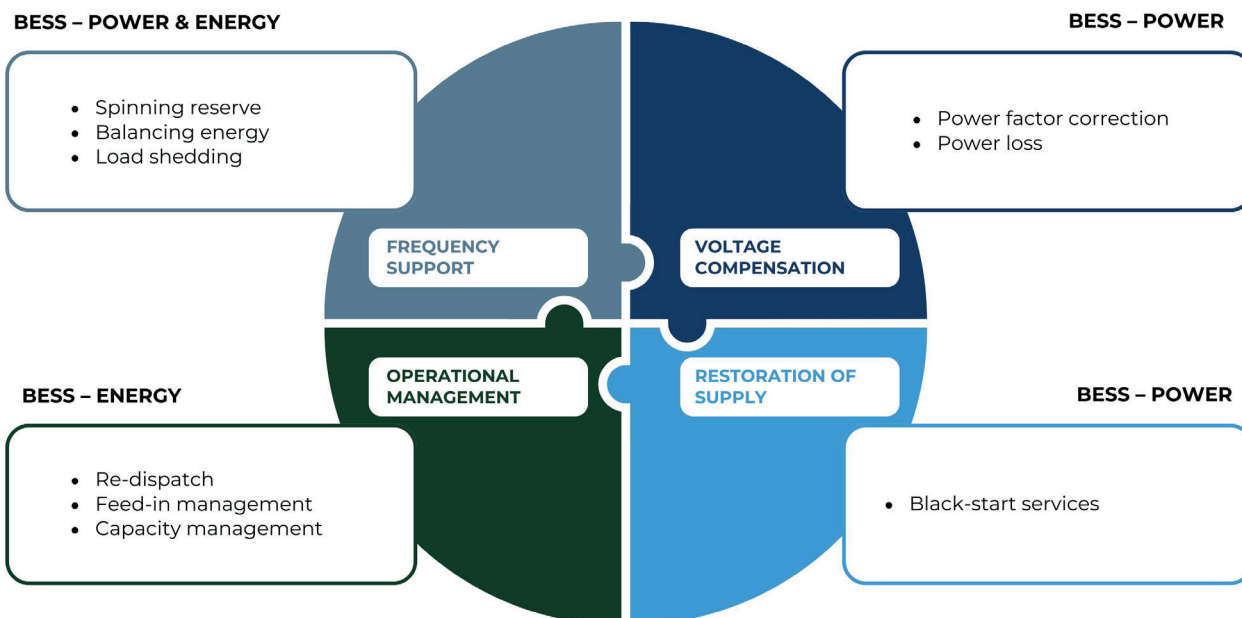 BESS – POWER & ENERGY
• Spinning reserve
• Balancing energy
• Load shedding
FREQUENCY
SUPPORT
BESS – POWER
• Power factor correction
• Power loss
VOLTAGE
COMPENSATION
BESS – ENERGY
• Re-dispatch
• Feed-in management
• Capacity management
OPERATIONAL
MANAGEMENT
BESS – POWER
• Black-start services
RESTORATION OF
SUPPLY